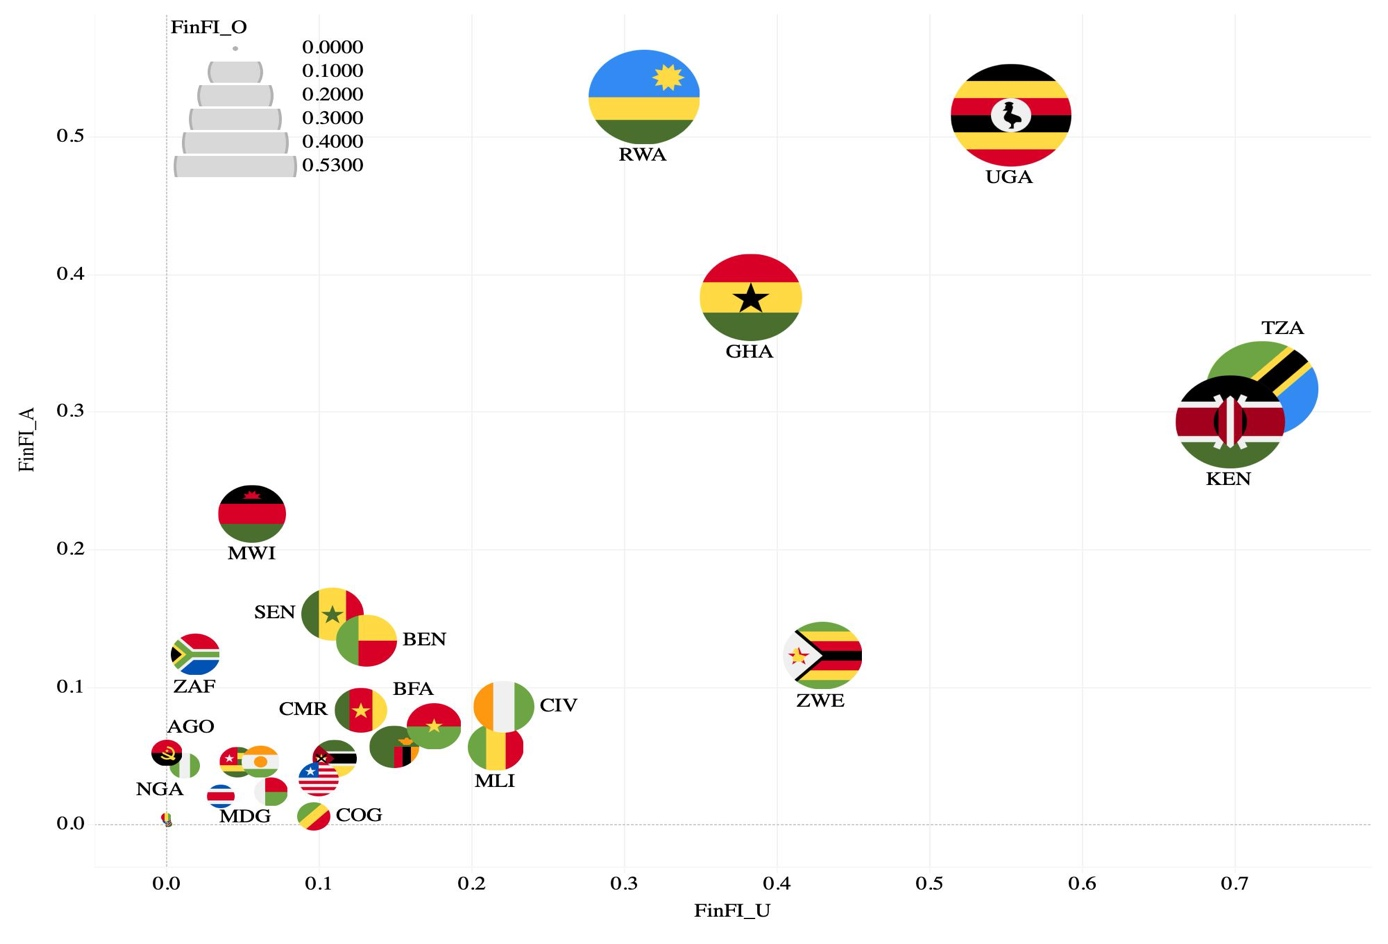 FinFI_O
0.0000
0.1000
0.2000
0.3000
0.4000
0.5300
RWA
UGA
0.5
0.4
GHA
TZA
0.3
FinFI_A
KEN
MWI
0.2
SEN
BEN
ZAF
0.1
BFA
CMR
CIV
ZWE
AGO
NGA
MLI
MDG
COG
0.0
0.0 0.1 0.2 0.3 0.4 0.5 0.6 0.7
FinFI_U